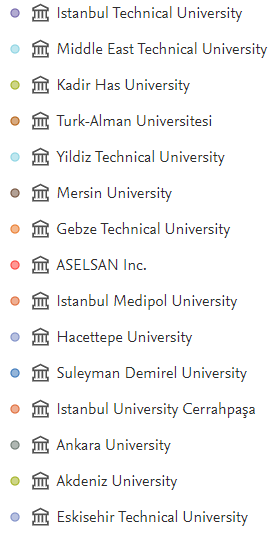 Istanbul Technical University
Middle East Technical University
Kadir Has University
Turk-Alman Universitesi
Yildiz Technical University
Mersin University
Gebze Technical University
ASELSAN Inc.
Istanbul Medipol University
Hacettepe University
Suleyman Demirel University
Istanbul University Cerrahpaşa
Ankara University
Akdeniz University
Eskisehir Technical University